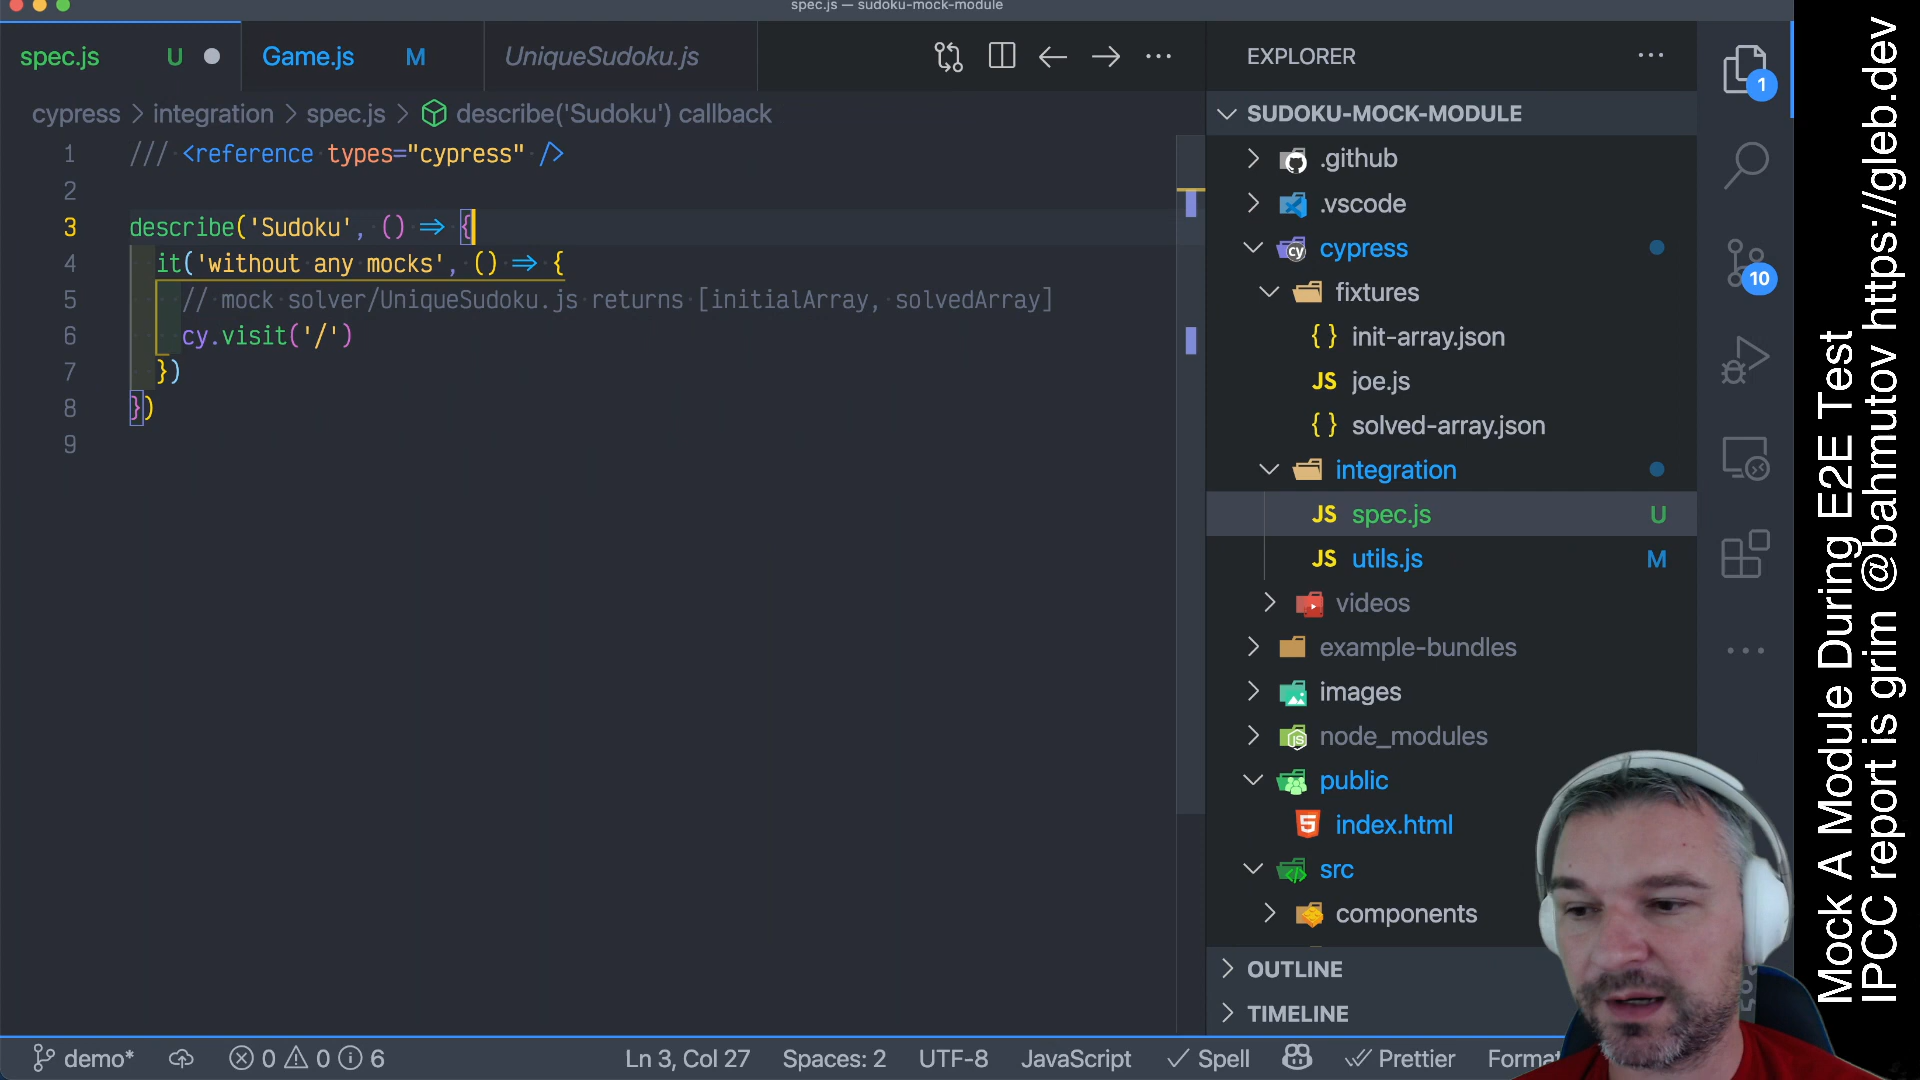 spec.js — sudoku-mock-module
spec.js U Game.js M UniqueSudoku.js
cypress > integration > spec.js > describe('Sudoku') callback
1 /// <reference types="cypress" />
2
3 describe('Sudoku', () => {
4 it('without any mocks', () => {
5 // mock solver/UniqueSudoku.js returns [initialArray, solvedArray]
6 cy.visit('/')
7 })
8 })
9
EXPLORER
SUDOKU-MOCK-MODULE
.github
.vscode
cypress
fixtures
{ } init-array.json
JS joe.js
{ } solved-array.json
integration
JS spec.js U
JS utils.js M
videos
example-bundles
images
node_modules
public
5 index.html
src
components
OUTLINE
TIMELINE
1
10
demo* 0 0 6 Ln 3, Col 27 Spaces: 2 UTF-8 JavaScript Spell Prettier
Mock A Module During E2E Test
IPCC report is grim @bahmutov https://gleb.dev